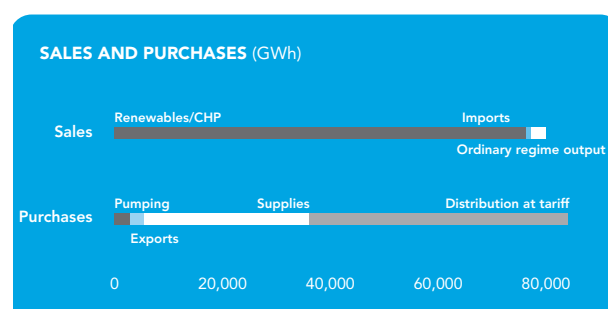 SALES AND PURCHASES (GWh)
Renewables/CHP Imports
Sales
Ordinary regime output
Pumping Supplies Distribution at tariff
Purchases
Exports
0 20,000 40,000 60,000 80,000